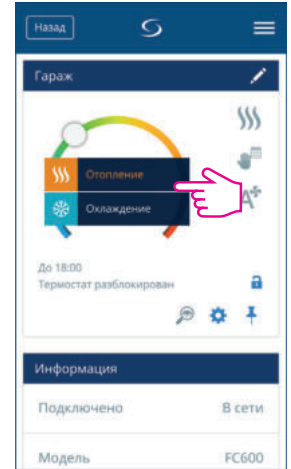 Назад
Гараж
Отопление
Охлаждение
До 18:00
Термостат разблокирован
Информация
Подключено В сети
Модель FC600